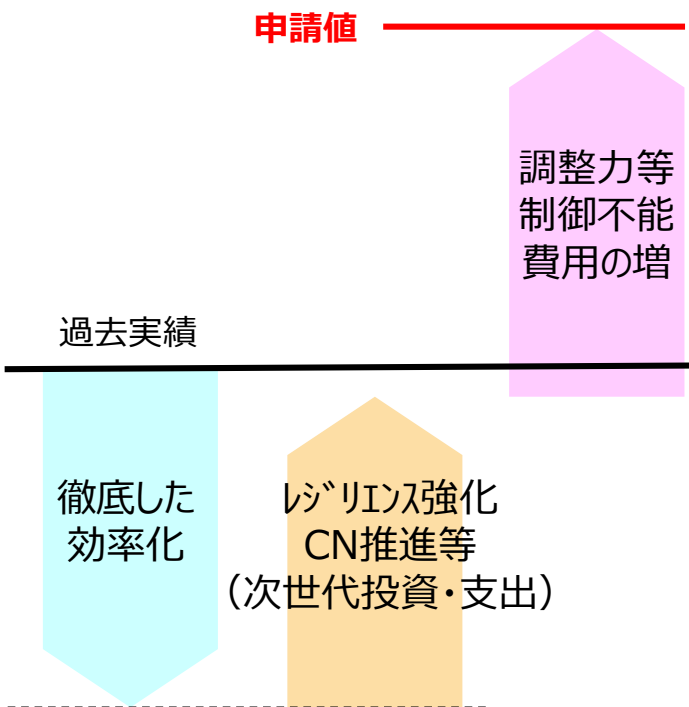 申請値
調整力等
制御不能
費用の増
過去実績
徹底した
効率化
ﾚｼﾞﾘｴﾝｽ強化
CN推進等
（次世代投資・支出）